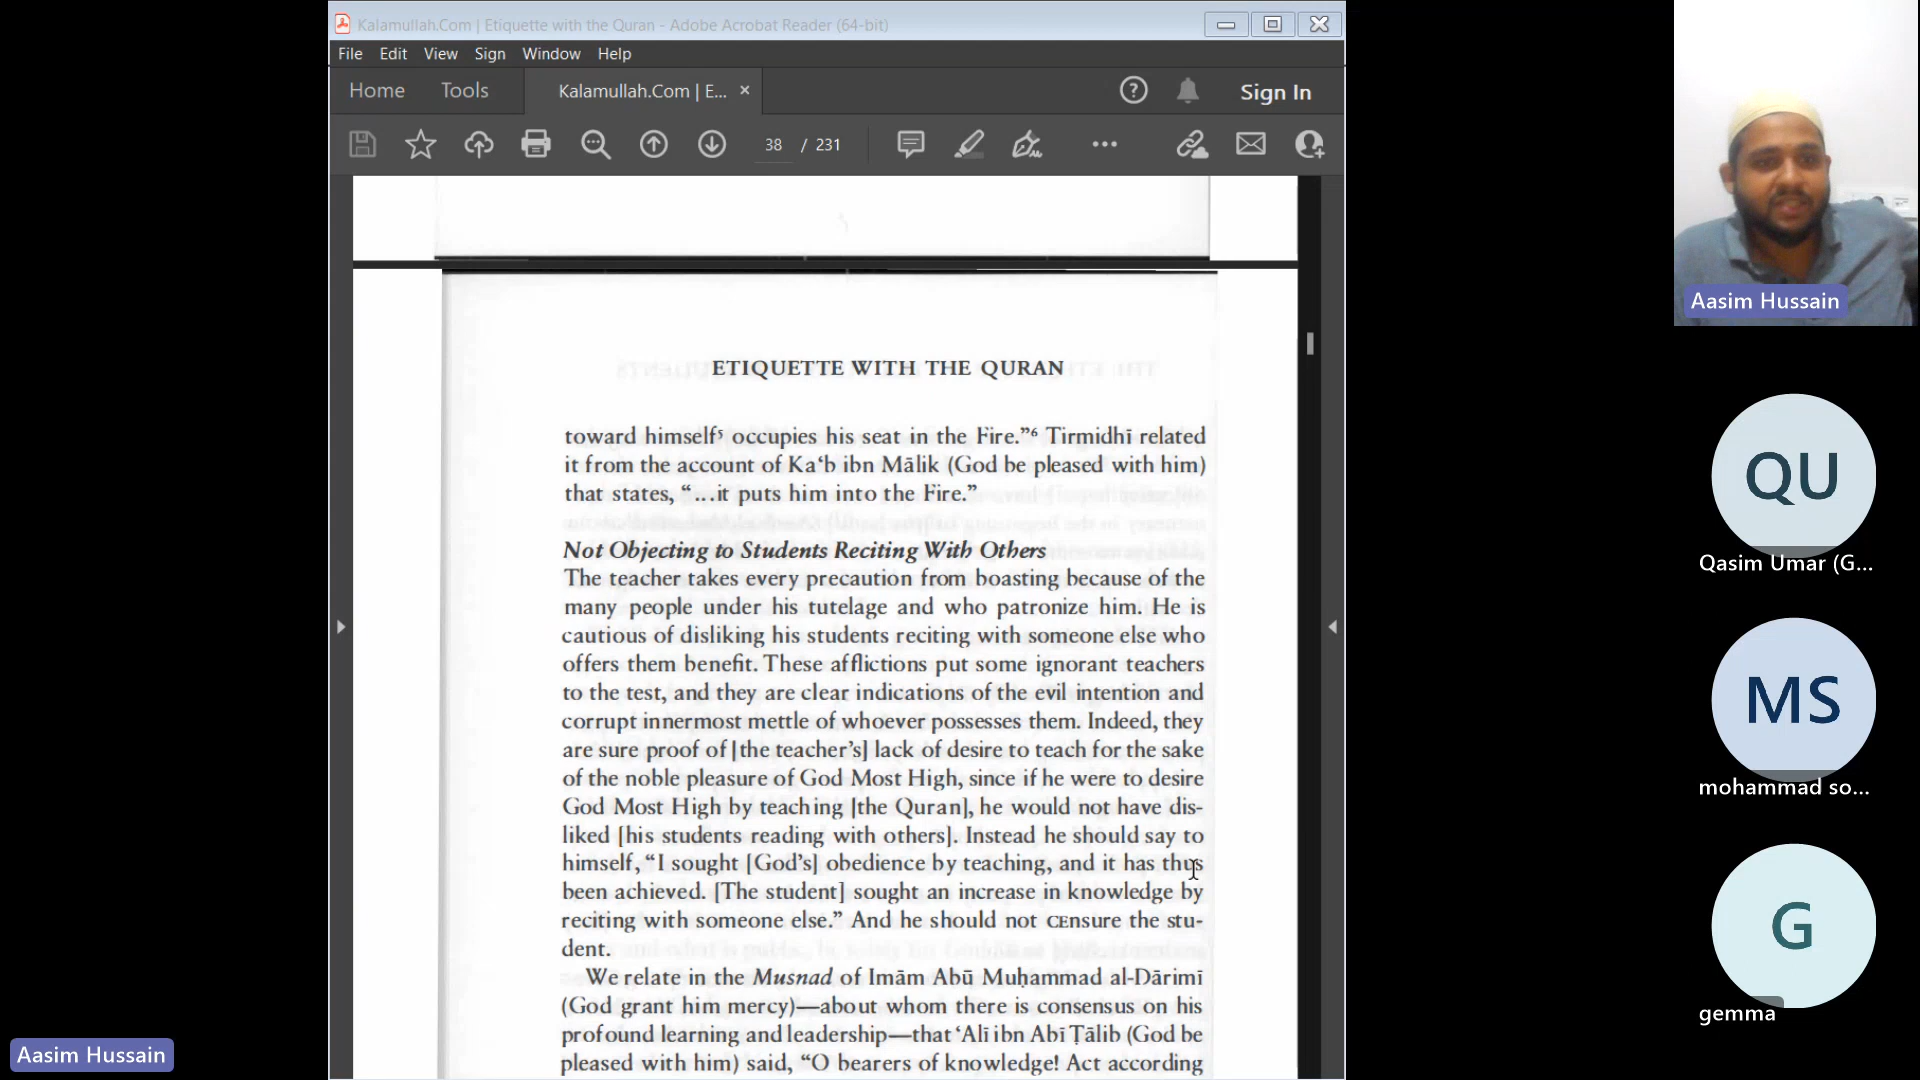 Kalamullah.Com | Etiquette with the Quran - Adobe Acrobat Reader (64-bit)
File Edit View Sign Window Help
Home Tools Kalamullah.Com | E... × Sign In
38 / 231
ETIQUETTE WITH THE QURAN
toward himself⁵ occupies his seat in the Fire.”⁶ Tirmidhī related
it from the account of Ka‘b ibn Mālik (God be pleased with him)
that states, “...it puts him into the Fire.”
Not Objecting to Students Reciting With Others
The teacher takes every precaution from boasting because of the
many people under his tutelage and who patronize him. He is
cautious of disliking his students reciting with someone else who
offers them benefit. These afflictions put some ignorant teachers
to the test, and they are clear indications of the evil intention and
corrupt innermost mettle of whoever possesses them. Indeed, they
are sure proof of [the teacher’s] lack of desire to teach for the sake
of the noble pleasure of God Most High, since if he were to desire
God Most High by teaching [the Quran], he would not have dis-
liked [his students reading with others]. Instead he should say to
himself, “I sought [God’s] obedience by teaching, and it has thus
been achieved. [The student] sought an increase in knowledge by
reciting with someone else.” And he should not CEnsure the stu-
dent.
We relate in the Musnad of Imām Abū Muḥammad al-Dārimī
(God grant him mercy)—about whom there is consensus on his
profound learning and leadership—that ‘Alī ibn Abī Ṭālib (God be
pleased with him) said, “O bearers of knowledge! Act according
Aasim Hussain
QU
Qasim Umar (G...
MS
mohammad so...
G
gemma
Aasim Hussain